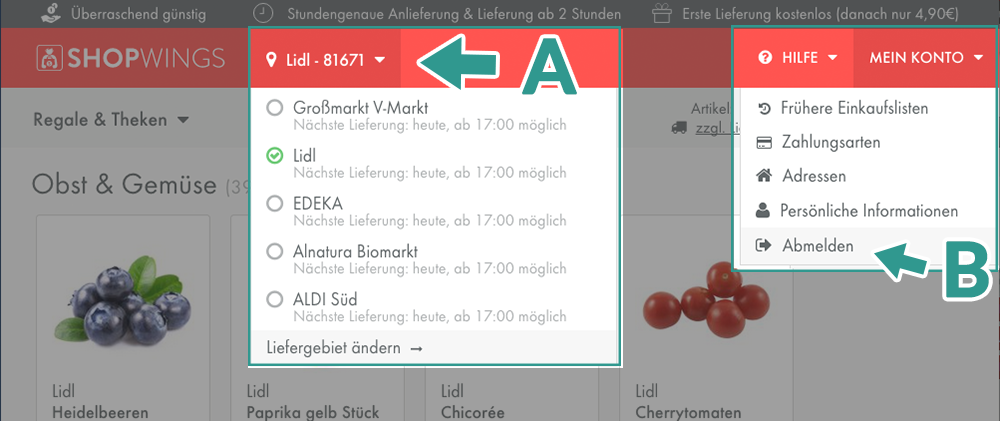 Überraschend günstig
Stundengenaue Anlieferung & Lieferung ab 2 Stunden
Erste Lieferung kostenlos (danach nur 4,90€)
SHOPWINGS
Lidl - 81671
A
HILFE
MEIN KONTO
Regale & Theken
Großmarkt V-Markt
Nächste Lieferung: heute, ab 17:00 möglich
Lidl
Nächste Lieferung: heute, ab 17:00 möglich
EDEKA
Nächste Lieferung: heute, ab 17:00 möglich
Alnatura Biomarkt
Nächste Lieferung: heute, ab 17:00 möglich
ALDI Süd
Nächste Lieferung: heute, ab 17:00 möglich
Liefergebiet ändern →
Artikel
zzgl.
Frühere Einkaufslisten
Zahlungsarten
Adressen
Persönliche Informationen
Abmelden
B
Obst & Gemüse (39
Lidl
Heidelbeeren
Lidl
Paprika gelb Stück
Lidl
Chicorée
Lidl
Cherrytomaten